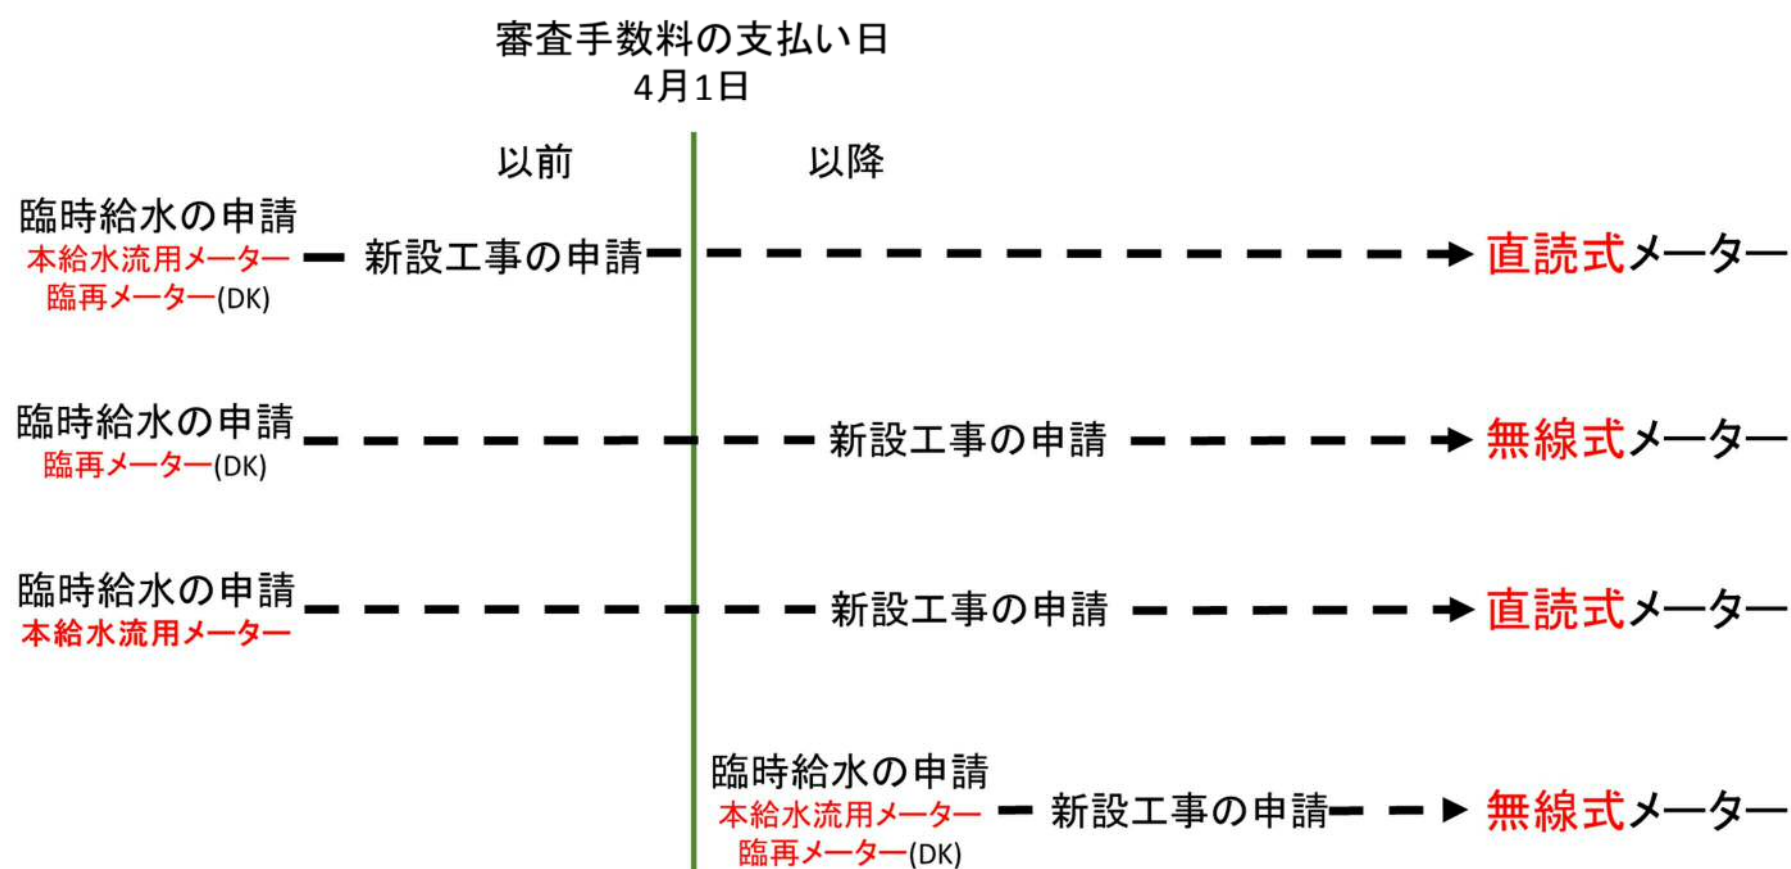 審査手数料の支払い日
4月1日
以前
以降
臨時給水の申請
本給水流用メーター
臨再メーター(DK)
新設工事の申請
直読式メーター
臨時給水の申請
臨再メーター(DK)
新設工事の申請
無線式メーター
臨時給水の申請
本給水流用メーター
新設工事の申請
直読式メーター
臨時給水の申請
本給水流用メーター
臨再メーター(DK)
新設工事の申請
無線式メーター